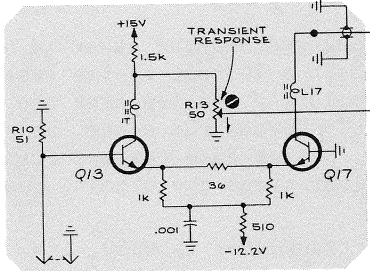 +15V
TRANSIENT
RESPONSE
1.5K
R13
50
L17
1T
R10
51
Q13
Q17
36
1K
1K
.001
510
-12.2V